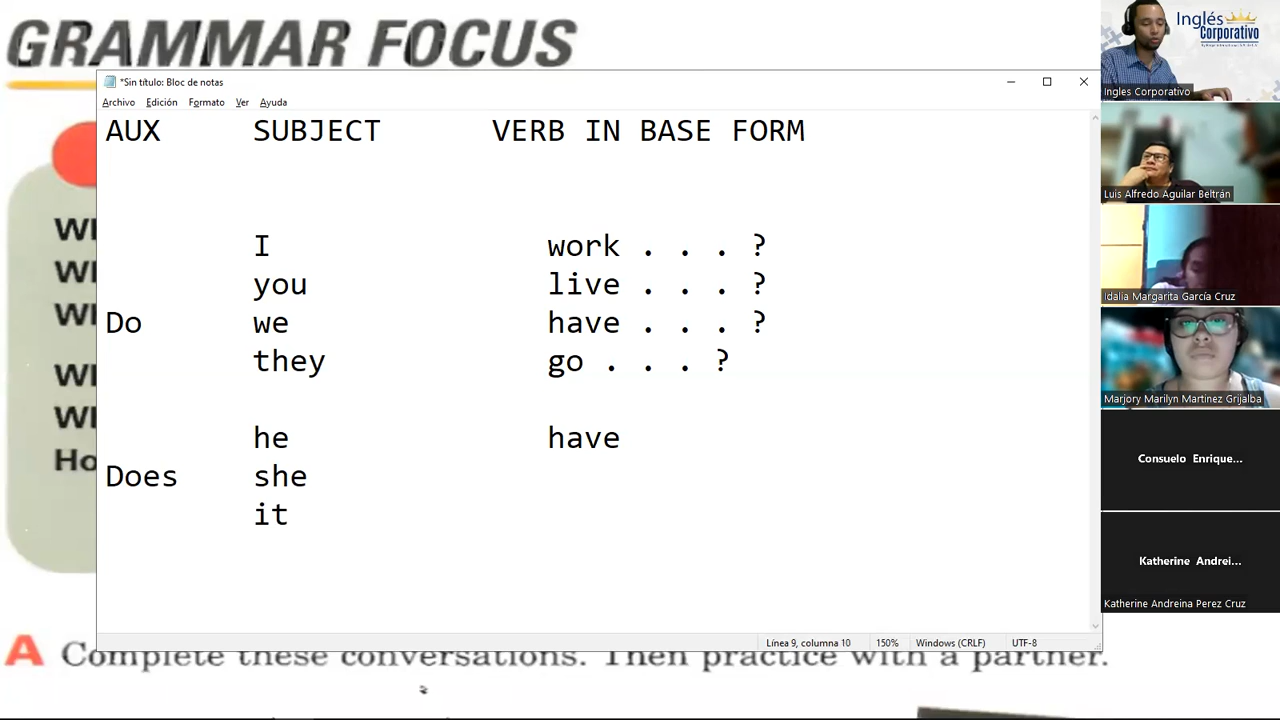 GRAMMAR FOCUS
*Sin título: Bloc de notas
Archivo Edición Formato Ver Ayuda
AUX SUBJECT VERB IN BASE FORM
I work . . . ?
you live . . . ?
Do we have . . . ?
they go . . . ?
he have
Does she
it
Ho
Línea 9, columna 10 150% Windows (CRLF) UTF-8
A Complete these conversations. Then practice with a partner.
Inglés
Corporativo
Ingles Corporativo
Luis Alfredo Aguilar Beltrán
Idalia Margarita García Cruz
Marjory Marilyn Martinez Grijalba
Consuelo Enrique...
Katherine Andrei...
Katherine Andreina Perez Cruz